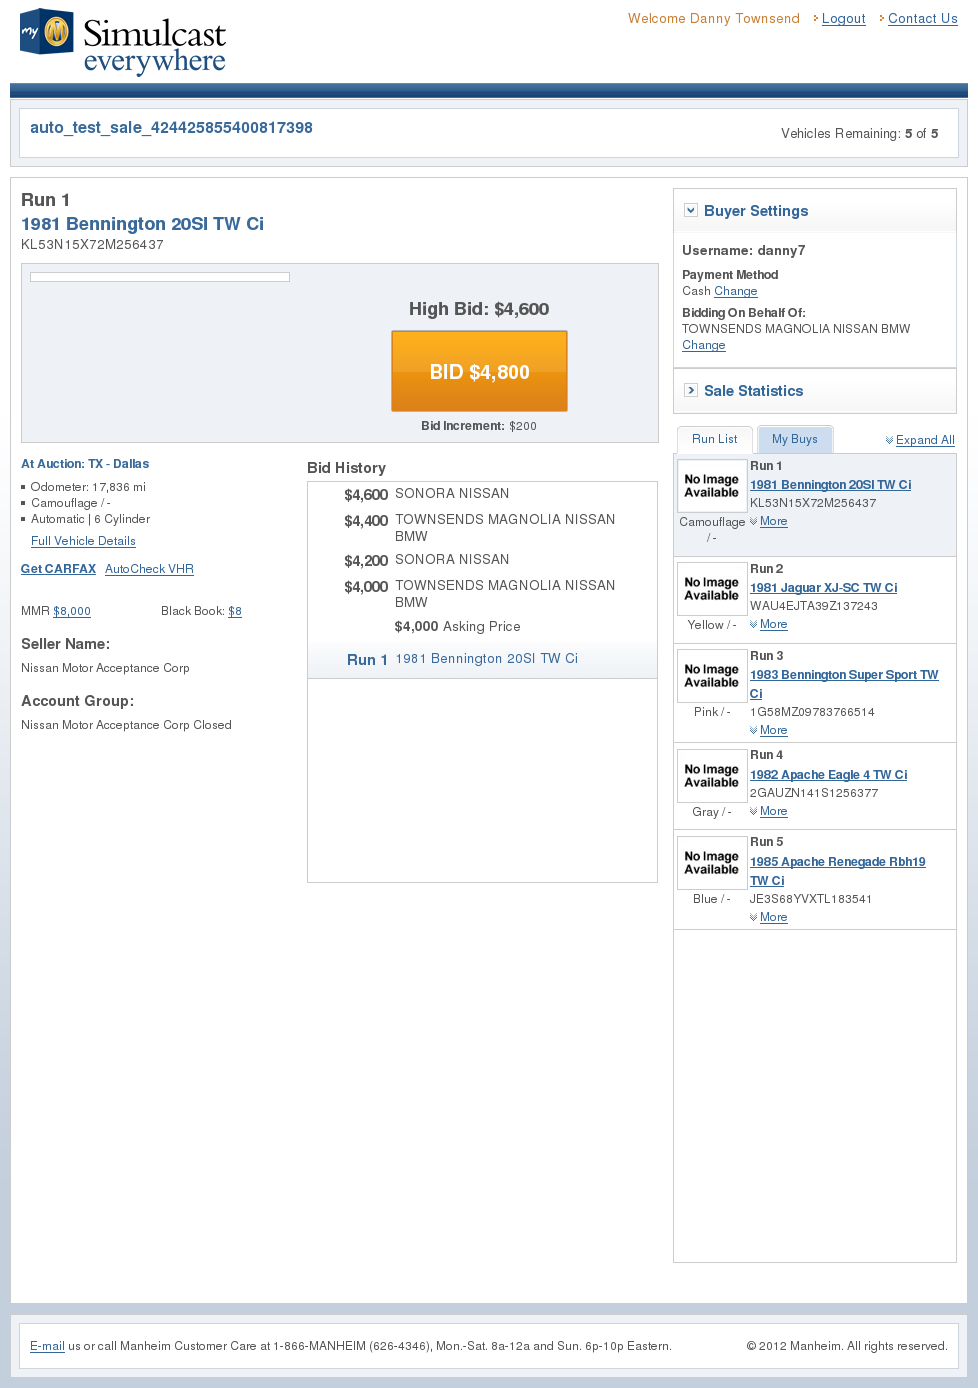 my
Simulcast
everywhere
Welcome Danny Townsend
Logout
Contact Us
auto_test_sale_424425855400817398
Vehicles Remaining: 5 of 5
Run 1
1981 Bennington 20SI TW Ci
KL53N15X72M256437
High Bid: $4,600
BID $4,800
Bid Increment: $200
At Auction: TX - Dallas
Odometer: 17,836 mi
Camouflage / -
Automatic | 6 Cylinder
Full Vehicle Details
Get CARFAX AutoCheck VHR
MMR $8,000 Black Book: $8
Seller Name:
Nissan Motor Acceptance Corp
Account Group:
Nissan Motor Acceptance Corp Closed
Bid History
$4,600 SONORA NISSAN
$4,400 TOWNSENDS MAGNOLIA NISSAN
BMW
$4,200 SONORA NISSAN
$4,000 TOWNSENDS MAGNOLIA NISSAN
BMW
$4,000 Asking Price
Run 1 1981 Bennington 20SI TW Ci
Buyer Settings
Username: danny7
Payment Method
Cash Change
Bidding On Behalf Of:
TOWNSENDS MAGNOLIA NISSAN BMW
Change
Sale Statistics
Run List
My Buys
Expand All
No Image
Available
Camouflage
/ -
Run 1
1981 Bennington 20SI TW Ci
KL53N15X72M256437
More
No Image
Available
Yellow / -
Run 2
1981 Jaguar XJ-SC TW Ci
WAU4EJTA39Z137243
More
No Image
Available
Pink / -
Run 3
1983 Bennington Super Sport TW
Ci
1G58MZ09783766514
More
No Image
Available
Gray / -
Run 4
1982 Apache Eagle 4 TW Ci
2GAUZN141S1256377
More
No Image
Available
Blue / -
Run 5
1985 Apache Renegade Rbh19
TW Ci
JE3S68YVXTL183541
More
E-mail us or call Manheim Customer Care at 1-866-MANHEIM (626-4346), Mon.-Sat. 8a-12a and Sun. 6p-10p Eastern.
© 2012 Manheim. All rights reserved.